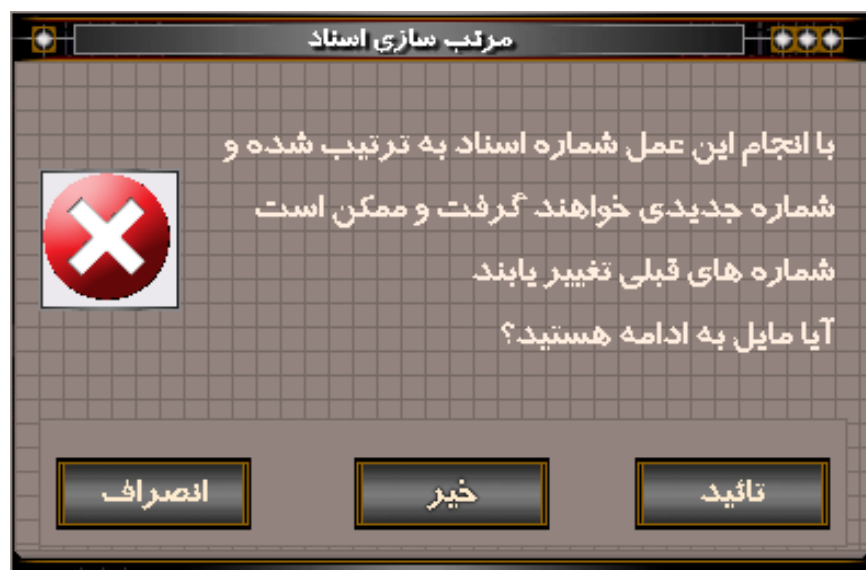 مرتب سازی اسناد
با انجام این عمل شماره اسناد به ترتیب شده و
شماره جدیدی خواهند گرفت و ممکن است
شماره های قبلی تغییر یابند
آیا مایل به ادامه هستید؟
تائید
خیر
انصراف